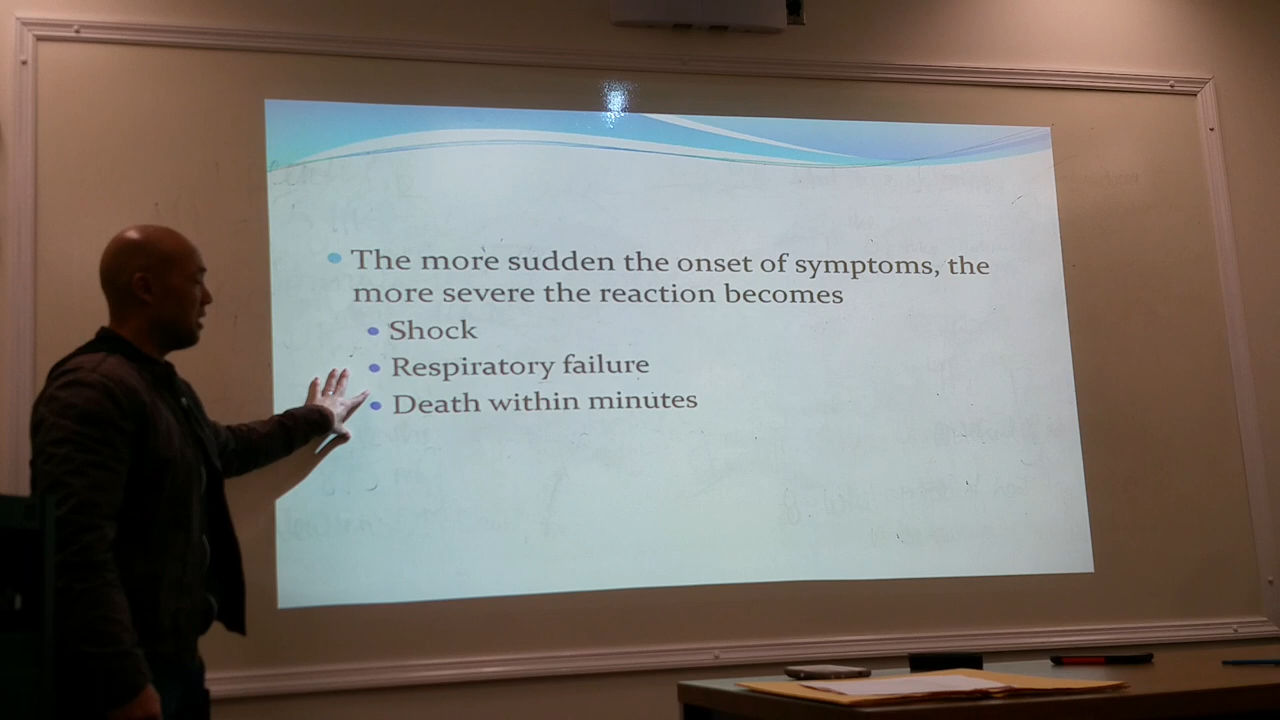 The more sudden the onset of symptoms, the
more severe the reaction becomes
Shock
Respiratory failure
Death within minutes